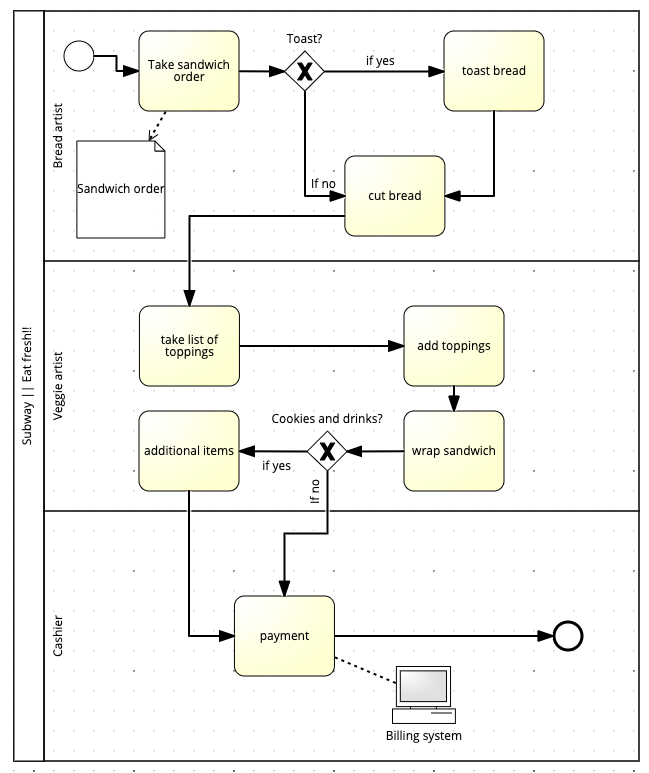 Subway || Eat fresh!!
Bread artist
Toast?
Take sandwich
order
if yes
toast bread
Sandwich order
If no
cut bread
Veggie artist
take list of
toppings
add toppings
Cookies and drinks?
additional items
if yes
wrap sandwich
If no
Cashier
payment
Billing system